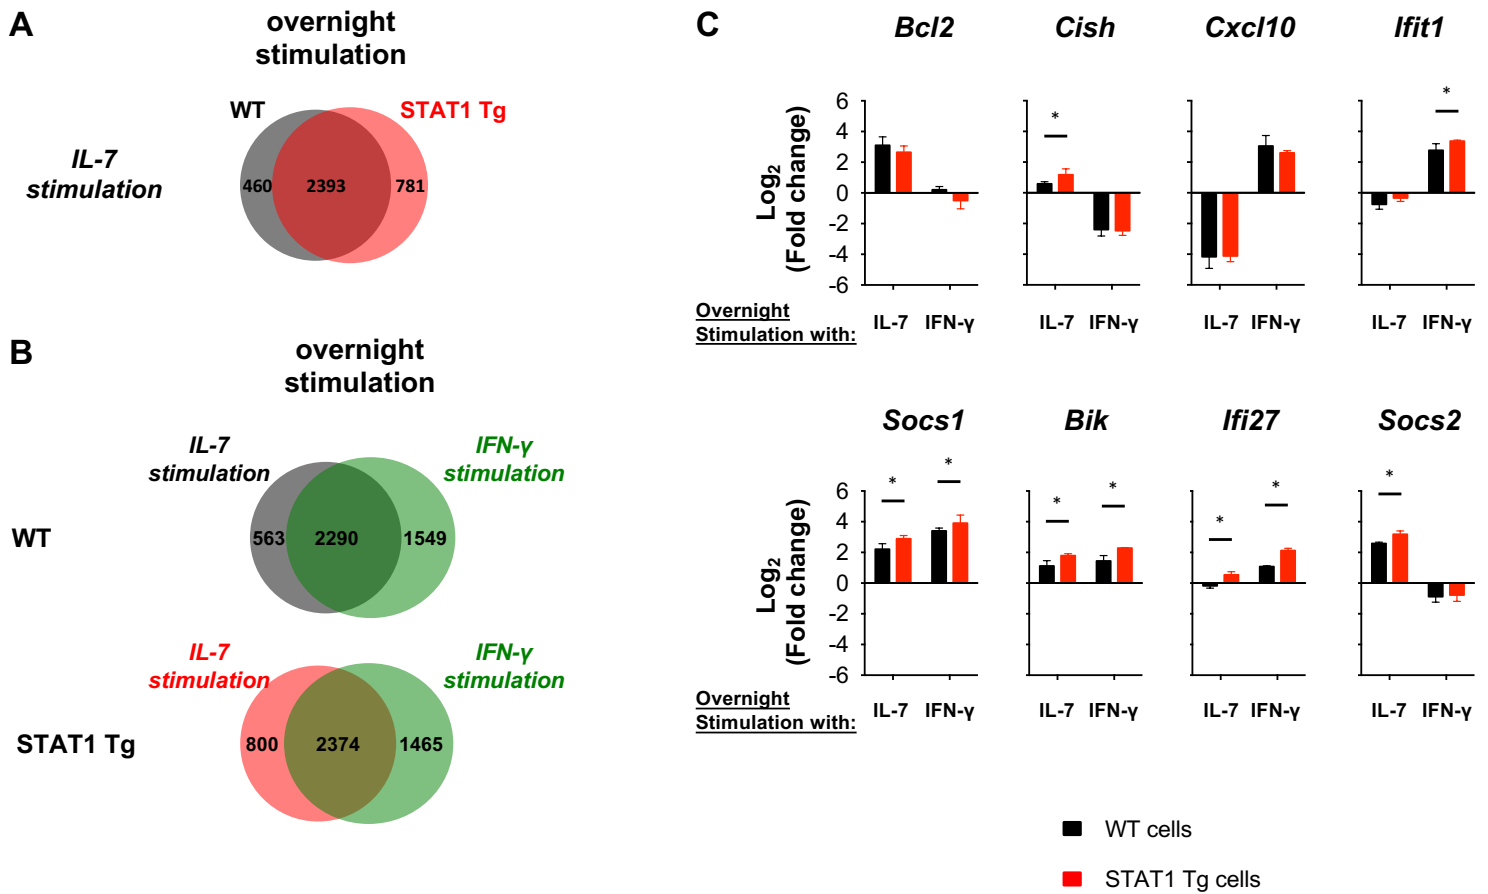 A
overnight
stimulation
WT
STAT1 Tg
IL-7
stimulation
460
2393
781
B
overnight
stimulation
IL-7
stimulation
IFN-γ
stimulation
WT
563
2290
1549
IL-7
stimulation
IFN-γ
stimulation
STAT1 Tg
800
2374
1465
C
Bcl2
Cish
Cxcl10
Ifit1
Log2
(Fold change)
6
4
2
0
-2
-4
-6
*
*
Overnight
Stimulation with:
IL-7 IFN-γ
IL-7 IFN-γ
IL-7 IFN-γ
IL-7 IFN-γ
Socs1
Bik
Ifi27
Socs2
Log2
(Fold change)
6
4
2
0
-2
-4
-6
* *
* *
* *
*
Overnight
Stimulation with:
IL-7 IFN-γ
IL-7 IFN-γ
IL-7 IFN-γ
IL-7 IFN-γ
WT cells
STAT1 Tg cells